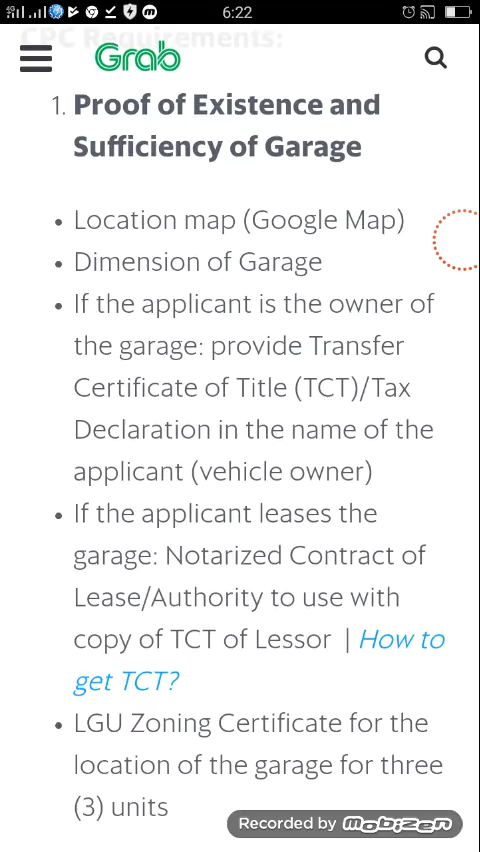 4G
6:22
CPC Requirements:
Grab
1. Proof of Existence and
Sufficiency of Garage
• Location map (Google Map)
• Dimension of Garage
• If the applicant is the owner of
the garage: provide Transfer
Certificate of Title (TCT)/Tax
Declaration in the name of the
applicant (vehicle owner)
• If the applicant leases the
garage: Notarized Contract of
Lease/Authority to use with
copy of TCT of Lessor | How to
get TCT?
• LGU Zoning Certificate for the
location of the garage for three
(3) units
Recorded by mobizen